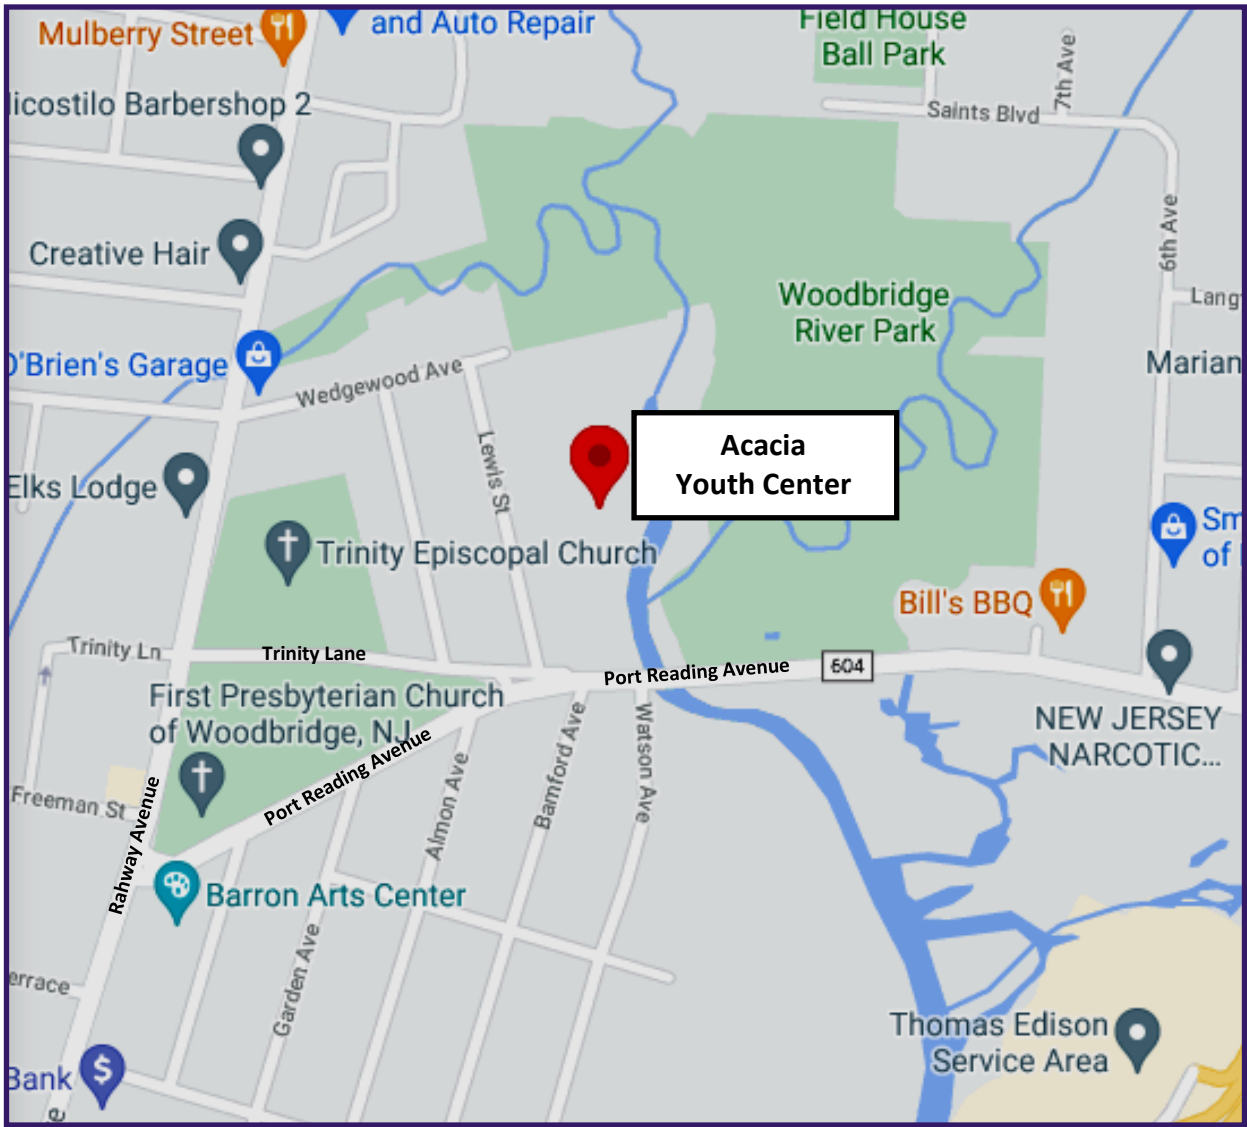 Mulberry Street
and Auto Repair
Field House
Ball Park
7th Ave
Saints Blvd
licostilo Barbershop 2
Creative Hair
6th Ave
Woodbridge
River Park
Lang
O'Brien's Garage
Wedgewood Ave
Marian
Acacia
Youth Center
Lewis St
Elks Lodge
Sm
of
Trinity Episcopal Church
Bill's BBQ
Trinity Ln
Trinity Lane
Port Reading Avenue
604
First Presbyterian Church
of Woodbridge, NJ
Port Reading Avenue
Watson Ave
Bamford Ave
Almon Ave
NEW JERSEY
NARCOTIC...
Freeman St
Rahway Avenue
Barron Arts Center
Garden Ave
errace
Thomas Edison
Service Area
Bank
e